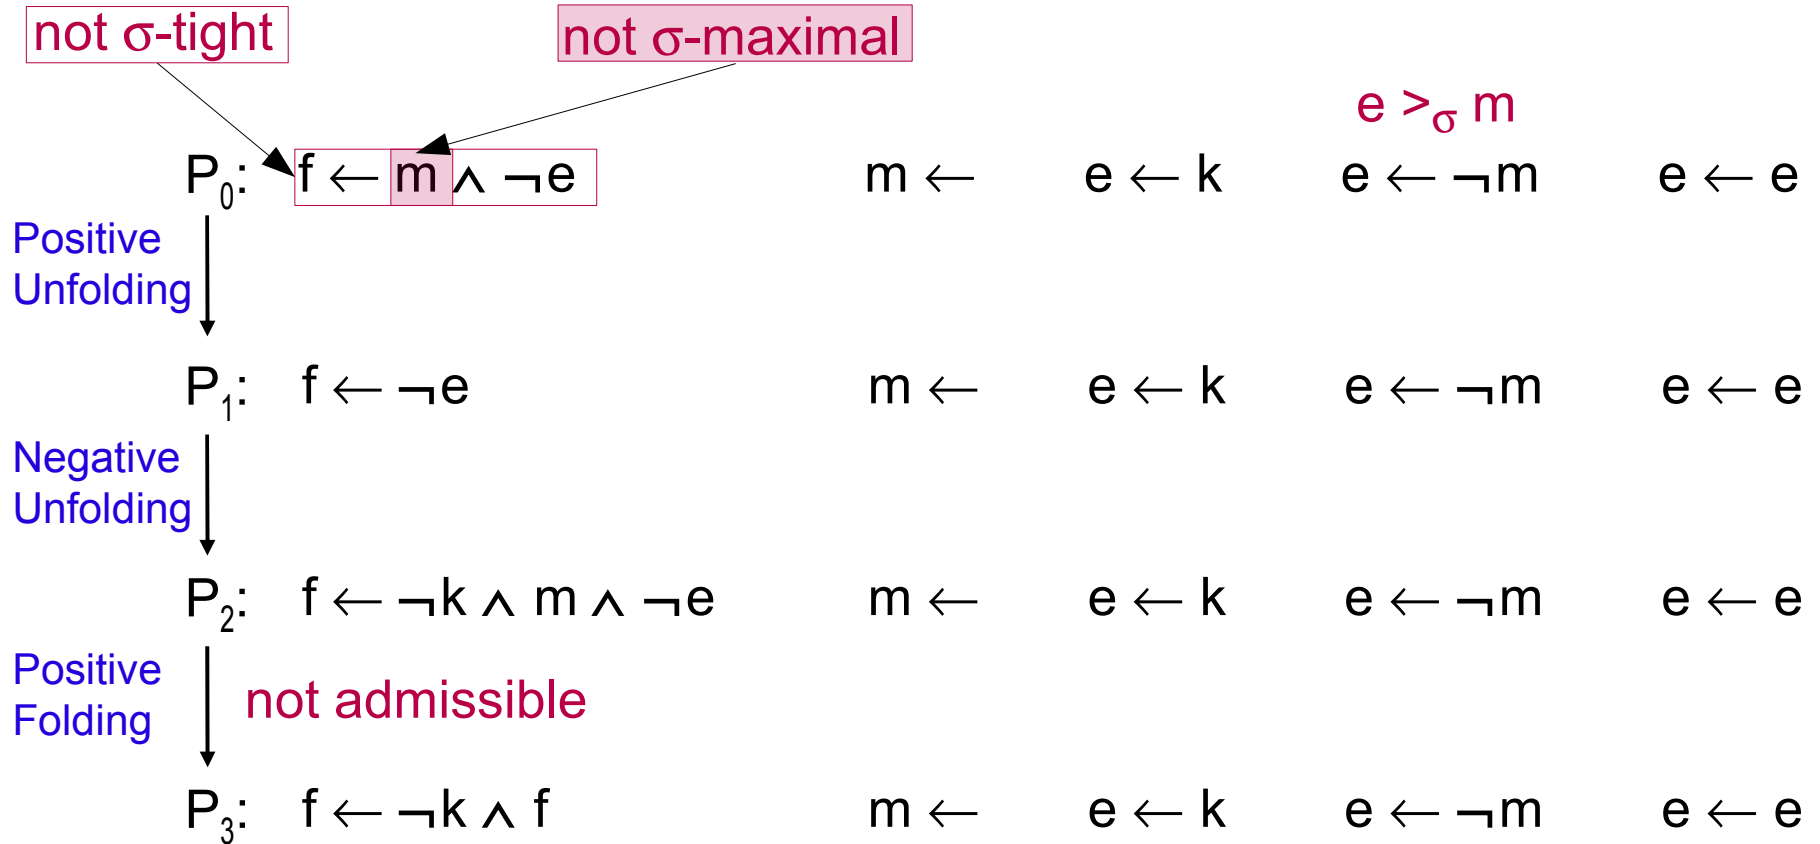 not σ-tight
not σ-maximal
e >σ m
P0: f ← m ∧ ¬e m ← e ← k e ← ¬m e ← e
Positive
Unfolding
P1: f ← ¬e m ← e ← k e ← ¬m e ← e
Negative
Unfolding
P2: f ← ¬k ∧ m ∧ ¬e m ← e ← k e ← ¬m e ← e
Positive
Folding
not admissible
P3: f ← ¬k ∧ f m ← e ← k e ← ¬m e ← e